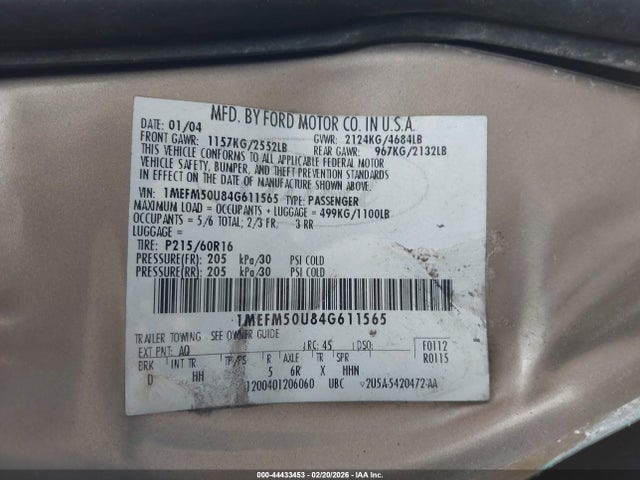 MFD. BY FORD MOTOR CO. IN U.S.A.
DATE: 01/04 GVWR: 2124KG/4684LB
FRONT GAWR: 1157KG/2552LB REAR GAWR: 967KG/2132LB
THIS VEHICLE CONFORMS TO ALL APPLICABLE FEDERAL MOTOR
VEHICLE SAFETY, BUMPER, AND THEFT PREVENTION STANDARDS
IN EFFECT ON THE DATE OF MANUFACTURE SHOWN ABOVE.
VIN: 1MEFM50U84G611565 TYPE: PASSENGER
MAXIMUM LOAD = OCCUPANTS + LUGGAGE = 499KG/1100LB
OCCUPANTS = 5/6 TOTAL; 2/3 FR, 3 RR
LUGGAGE =
TIRE: P215/60R16
PRESSURE(FR): 205 kPa/30 PSI COLD
PRESSURE(RR): 205 kPa/30 PSI COLD
1MEFM50U84G611565
TRAILER TOWING SEE OWNER GUIDE
EXT PNT: AQ RC: 45 DSO: F0112
BRK INT TR TP/PS R AXLE TR SPR R0115
D HH 5 6R X HHN
1200401206060 UBC 2U5A-5420472-AA
000-44433453 - 02/20/2026 - Copyright © 2026 IAA, Inc.